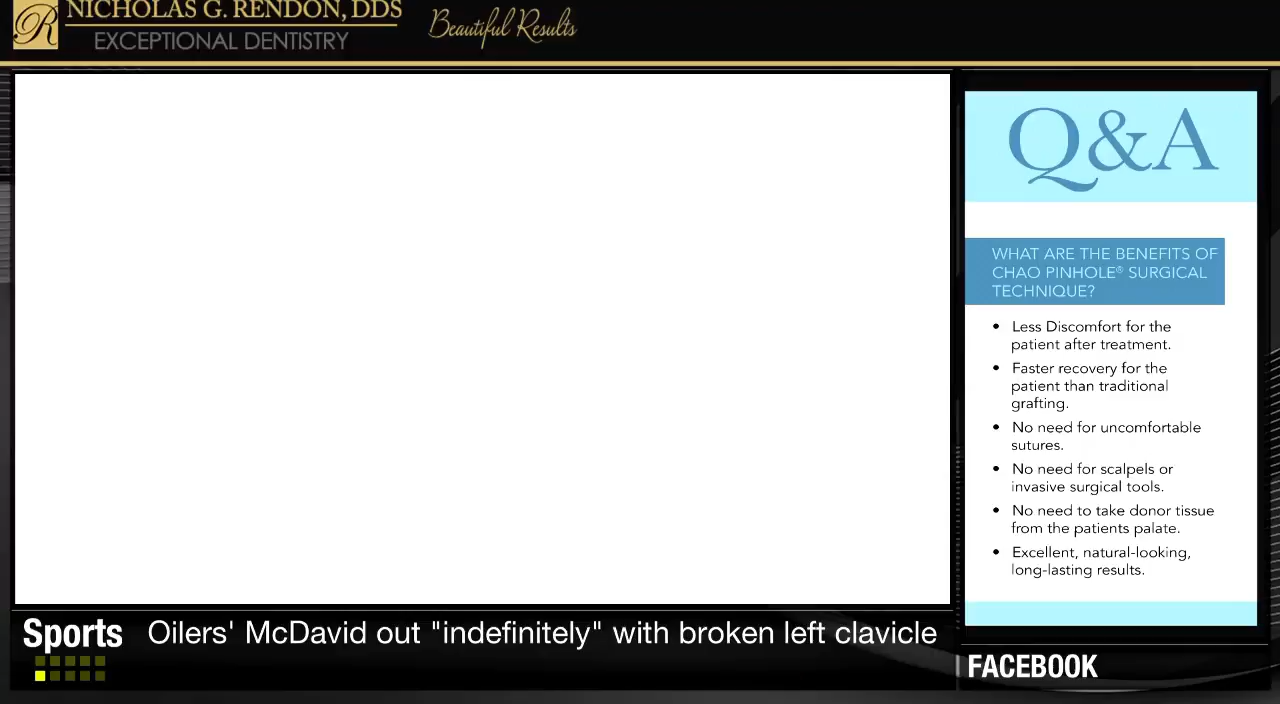 NICHOLAS G. RENDON, DDS
EXCEPTIONAL DENTISTRY
Beautiful Results
R
Q&A
WHAT ARE THE BENEFITS OF
CHAO PINHOLE® SURGICAL
TECHNIQUE?
• Less Discomfort for the
patient after treatment.
• Faster recovery for the
patient than traditional
grafting.
• No need for uncomfortable
sutures.
• No need for scalpels or
invasive surgical tools.
• No need to take donor tissue
from the patients palate.
• Excellent, natural-looking,
long-lasting results.
Sports
Oilers' McDavid out "indefinitely" with broken left clavicle
FACEBOOK